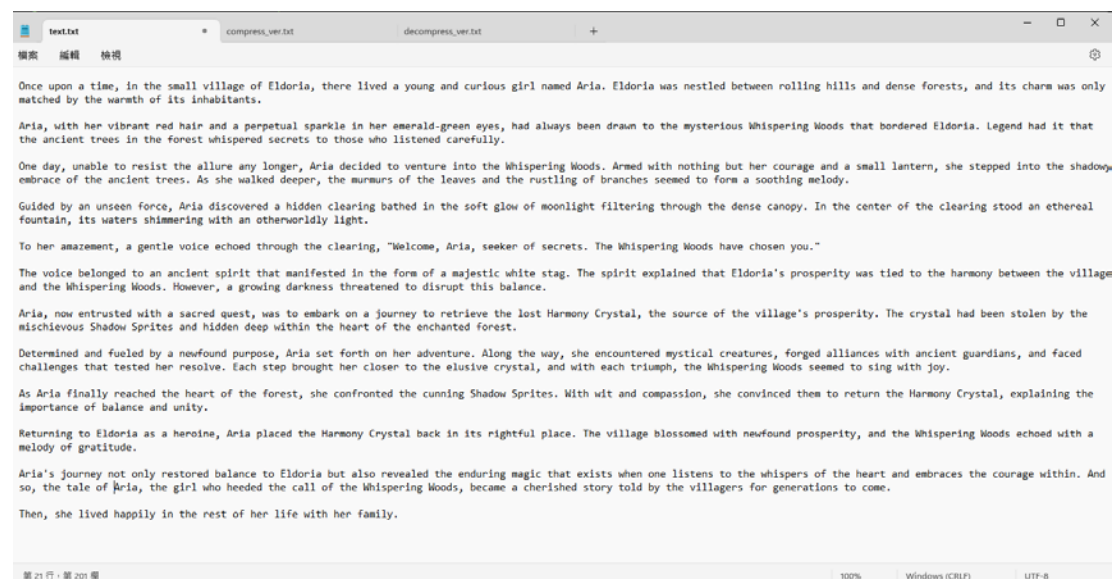 text.txt
compress_ver.txt
decompress_ver.txt
檔案 編輯 檢視
Once upon a time, in the small village of Eldoria, there lived a young and curious girl named Aria. Eldoria was nestled between rolling hills and dense forests, and its charm was only
matched by the warmth of its inhabitants.
Aria, with her vibrant red hair and a perpetual sparkle in her emerald-green eyes, had always been drawn to the mysterious Whispering Woods that bordered Eldoria. Legend had it that
the ancient trees in the forest whispered secrets to those who listened carefully.
One day, unable to resist the allure any longer, Aria decided to venture into the Whispering Woods. Armed with nothing but her courage and a small lantern, she stepped into the shadowy
embrace of the ancient trees. As she walked deeper, the murmurs of the leaves and the rustling of branches seemed to form a soothing melody.
Guided by an unseen force, Aria discovered a hidden clearing bathed in the soft glow of moonlight filtering through the dense canopy. In the center of the clearing stood an ethereal
fountain, its waters shimmering with an otherworldly light.
To her amazement, a gentle voice echoed through the clearing, "Welcome, Aria, seeker of secrets. The Whispering Woods have chosen you."
The voice belonged to an ancient spirit that manifested in the form of a majestic white stag. The spirit explained that Eldoria's prosperity was tied to the harmony between the village
and the Whispering Woods. However, a growing darkness threatened to disrupt this balance.
Aria, now entrusted with a sacred quest, was to embark on a journey to retrieve the lost Harmony Crystal, the source of the village's prosperity. The crystal had been stolen by the
mischievous Shadow Sprites and hidden deep within the heart of the enchanted forest.
Determined and fueled by a newfound purpose, Aria set forth on her adventure. Along the way, she encountered mystical creatures, forged alliances with ancient guardians, and faced
challenges that tested her resolve. Each step brought her closer to the elusive crystal, and with each triumph, the Whispering Woods seemed to sing with joy.
As Aria finally reached the heart of the forest, she confronted the cunning Shadow Sprites. With wit and compassion, she convinced them to return the Harmony Crystal, explaining the
importance of balance and unity.
Returning to Eldoria as a heroine, Aria placed the Harmony Crystal back in its rightful place. The village blossomed with newfound prosperity, and the Whispering Woods echoed with a
melody of gratitude.
Aria's journey not only restored balance to Eldoria but also revealed the enduring magic that exists when one listens to the whispers of the heart and embraces the courage within. And
so, the tale of Aria, the girl who heeded the call of the Whispering Woods, became a cherished story told by the villagers for generations to come.
Then, she lived happily in the rest of her life with her family.
第 21 行，第 201 欄 100% Windows (CRLF) UTF-8